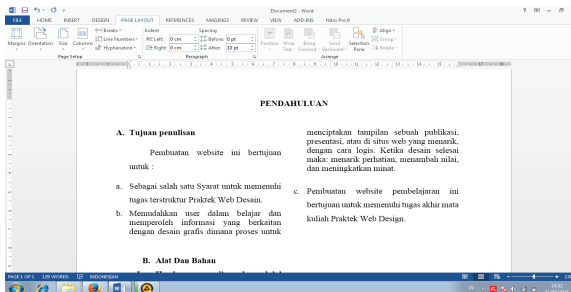 Document2 - Word
FILE HOME INSERT DESIGN PAGE LAYOUT REFERENCES MAILINGS REVIEW VIEW ADD-INS Nitro Pro 9
Margins Orientation Size Columns
Breaks
Line Numbers
Hyphenation
Page Setup
Indent
Left: 0 cm
Right: 0 cm
Spacing
Before: 0 pt
After: 10 pt
Paragraph
Position Wrap Text Bring Forward Send Backward Selection Pane
Align
Group
Rotate
Arrange
PENDAHULUAN
A. Tujuan penulisan
Pembuatan website ini bertujuan
untuk :
a. Sebagai salah satu Syarat untuk memenuhi
tugas terstruktur Praktek Web Desain.
b. Memudahkan user dalam belajar dan
memperoleh informasi yang berkaitan
dengan desain grafis dimana proses untuk
menciptakan tampilan sebuah publikasi,
presentasi, atau di situs web yang menarik,
dengan cara logis. Ketika desain selesai
maka: menarik perhatian, menambah nilai,
dan meningkatkan minat.
c. Pembuatan website pembelajaran ini
bertujuan untuk memenuhi tugas akhir mata
kuliah Praktek Web Design.
B. Alat Dan Bahan
PAGE 1 OF 1 129 WORDS INDONESIAN
IN
14:32